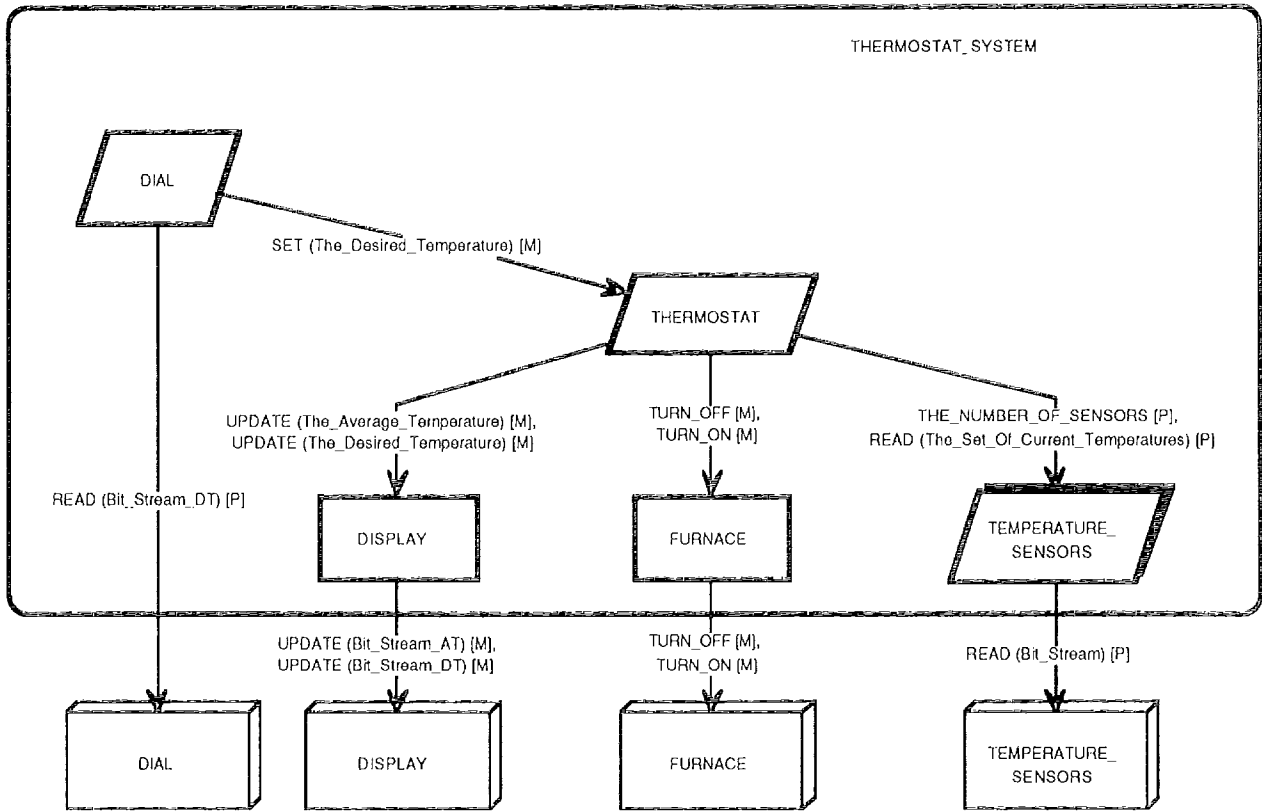 THERMOSTAT_SYSTEM
DIAL
SET (The_Desired_Temperature) [M]
THERMOSTAT
UPDATE (The_Average_Temperature) [M],
UPDATE (The_Desired_Temperature) [M]
TURN_OFF [M],
TURN_ON [M]
THE_NUMBER_OF_SENSORS [P],
READ (The_Set_Of_Current_Temperatures) [P]
READ (Bit_Stream_DT) [P]
DISPLAY
FURNACE
TEMPERATURE_
SENSORS
UPDATE (Bit_Stream_AT) [M],
UPDATE (Bit_Stream_DT) [M]
TURN_OFF [M],
TURN_ON [M]
READ (Bit_Stream) [P]
DIAL
DISPLAY
FURNACE
TEMPERATURE_
SENSORS